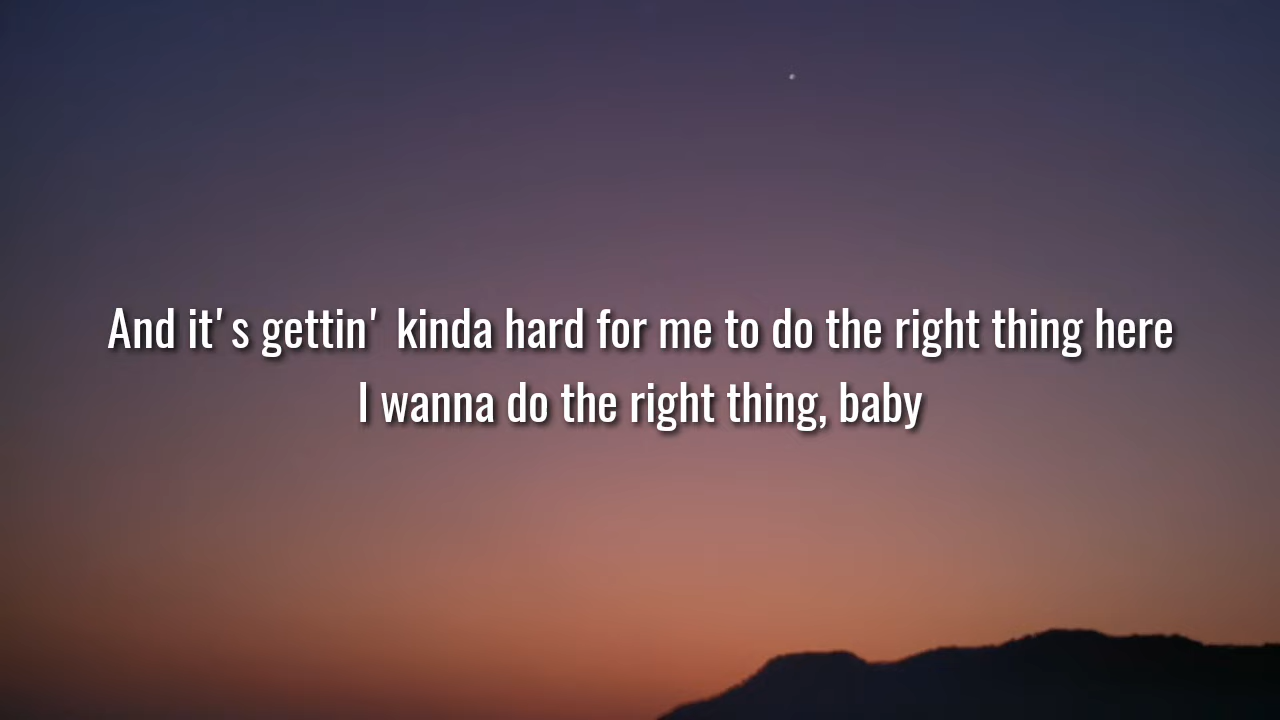 And it's gettin' kinda hard for me to do the right thing here
I wanna do the right thing, baby